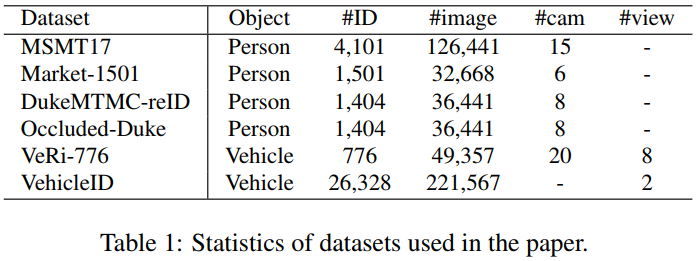 Dataset Object #ID #image #cam #view
MSMT17 Person 4,101 126,441 15 -
Market-1501 Person 1,501 32,668 6 -
DukeMTMC-reID Person 1,404 36,441 8 -
Occluded-Duke Person 1,404 36,441 8 -
VeRi-776 Vehicle 776 49,357 20 8
VehicleID Vehicle 26,328 221,567 - 2
Table 1: Statistics of datasets used in the paper.